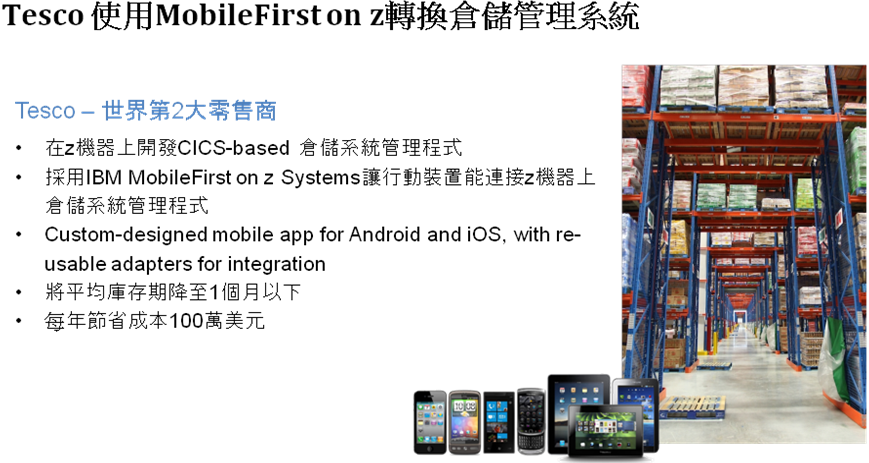 Tesco 使用MobileFirst on z轉換倉儲管理系統
Tesco – 世界第2大零售商
• 在z機器上開發CICS-based 倉儲系統管理程式
• 採用IBM MobileFirst on z Systems讓行動裝置能連接z機器上
倉儲系統管理程式
• Custom-designed mobile app for Android and iOS, with re-
usable adapters for integration
• 將平均庫存期降至1個月以下
• 每年節省成本100萬美元